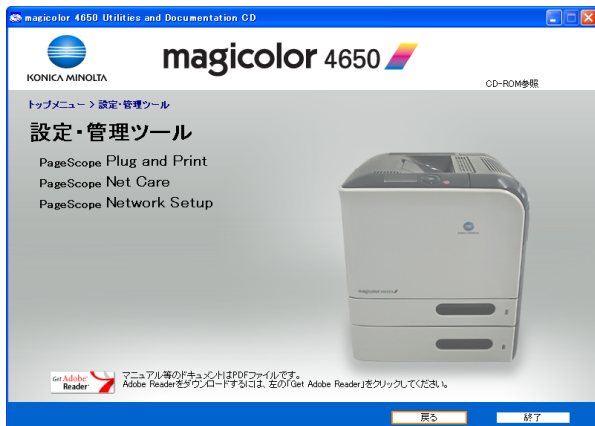 magicolor 4650 Utilities and Documentation CD
KONICA MINOLTA
magicolor 4650
CD-ROM参照
トップメニュー > 設定・管理ツール
設定・管理ツール
PageScope Plug and Print
PageScope Net Care
PageScope Network Setup
Get Adobe Reader
マニュアル等のドキュメントはPDFファイルです。
Adobe Readerをダウンロードするには、左の「Get Adobe Reader」をクリックしてください。
戻る
終了